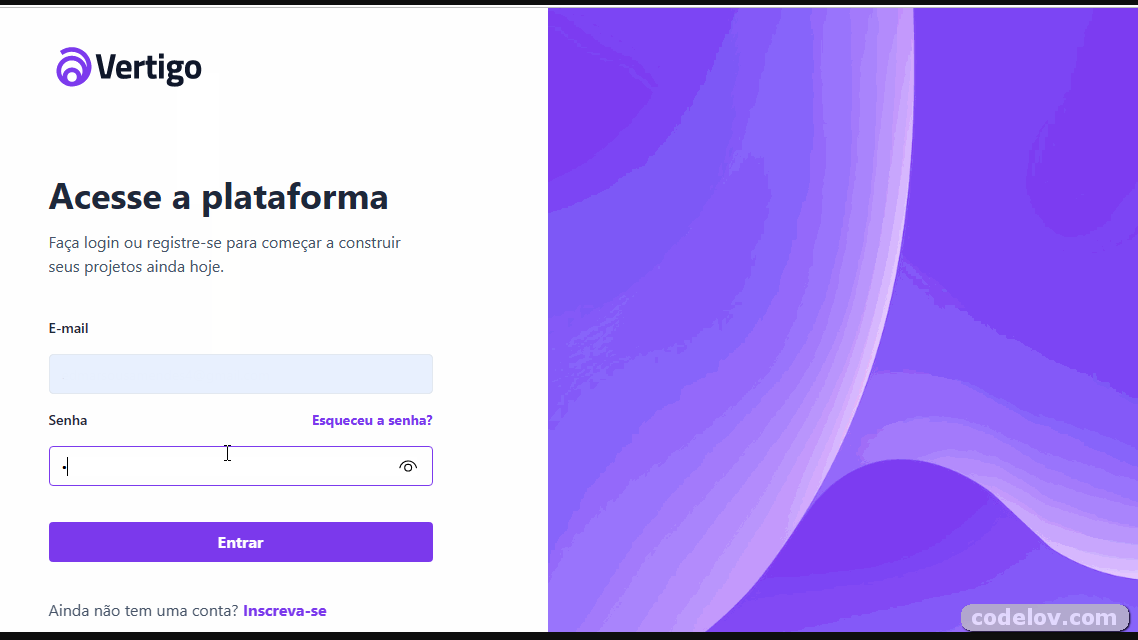 Vertigo
Acesse a plataforma
Faça login ou registre-se para começar a construir
seus projetos ainda hoje.
E-mail
Senha
Esqueceu a senha?
Entrar
Ainda não tem uma conta? Inscreva-se
codelov.com